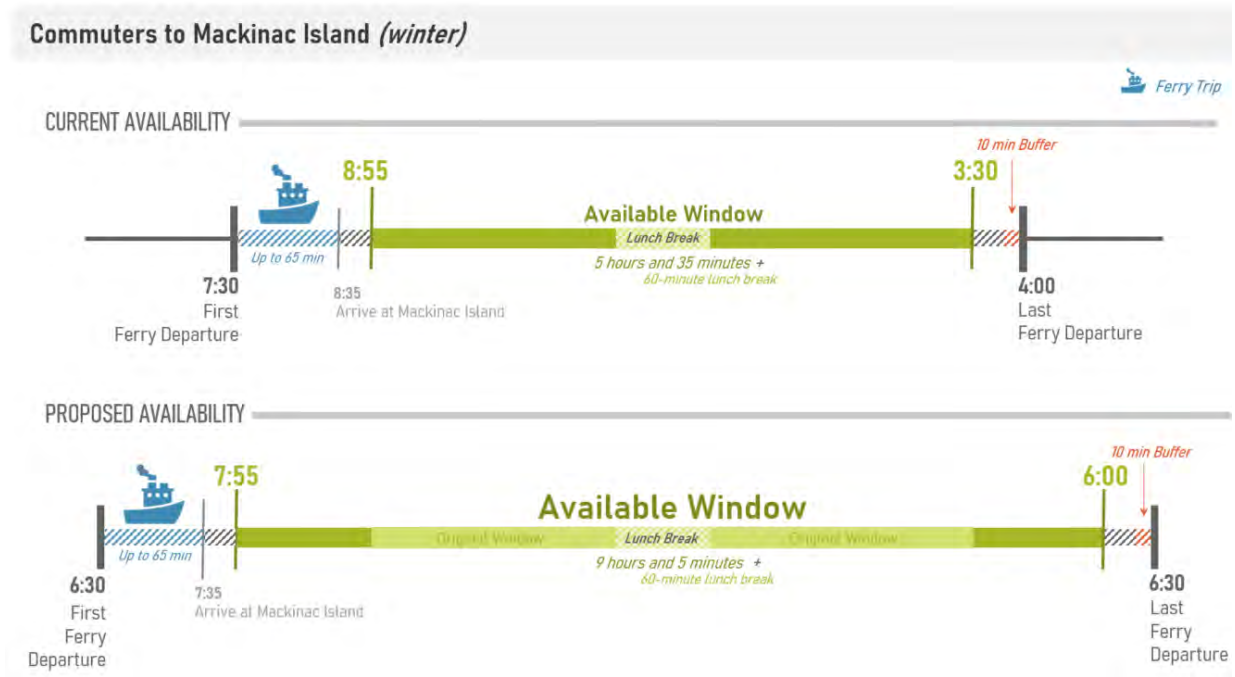 Commuters to Mackinac Island (winter)
Ferry Trip
CURRENT AVAILABILITY
10 min Buffer
8:55
3:30
Available Window
Lunch Break
Up to 65 min
5 hours and 35 minutes +
60-minute lunch break
7:30
First
Ferry Departure
8:35
Arrive at Mackinac Island
4:00
Last
Ferry Departure
PROPOSED AVAILABILITY
10 min Buffer
7:55
6:00
Available Window
Original Window
Lunch Break
Original Window
Up to 65 min
9 hours and 5 minutes +
60-minute lunch break
6:30
First
Ferry
Departure
7:35
Arrive at Mackinac Island
6:30
Last
Ferry
Departure